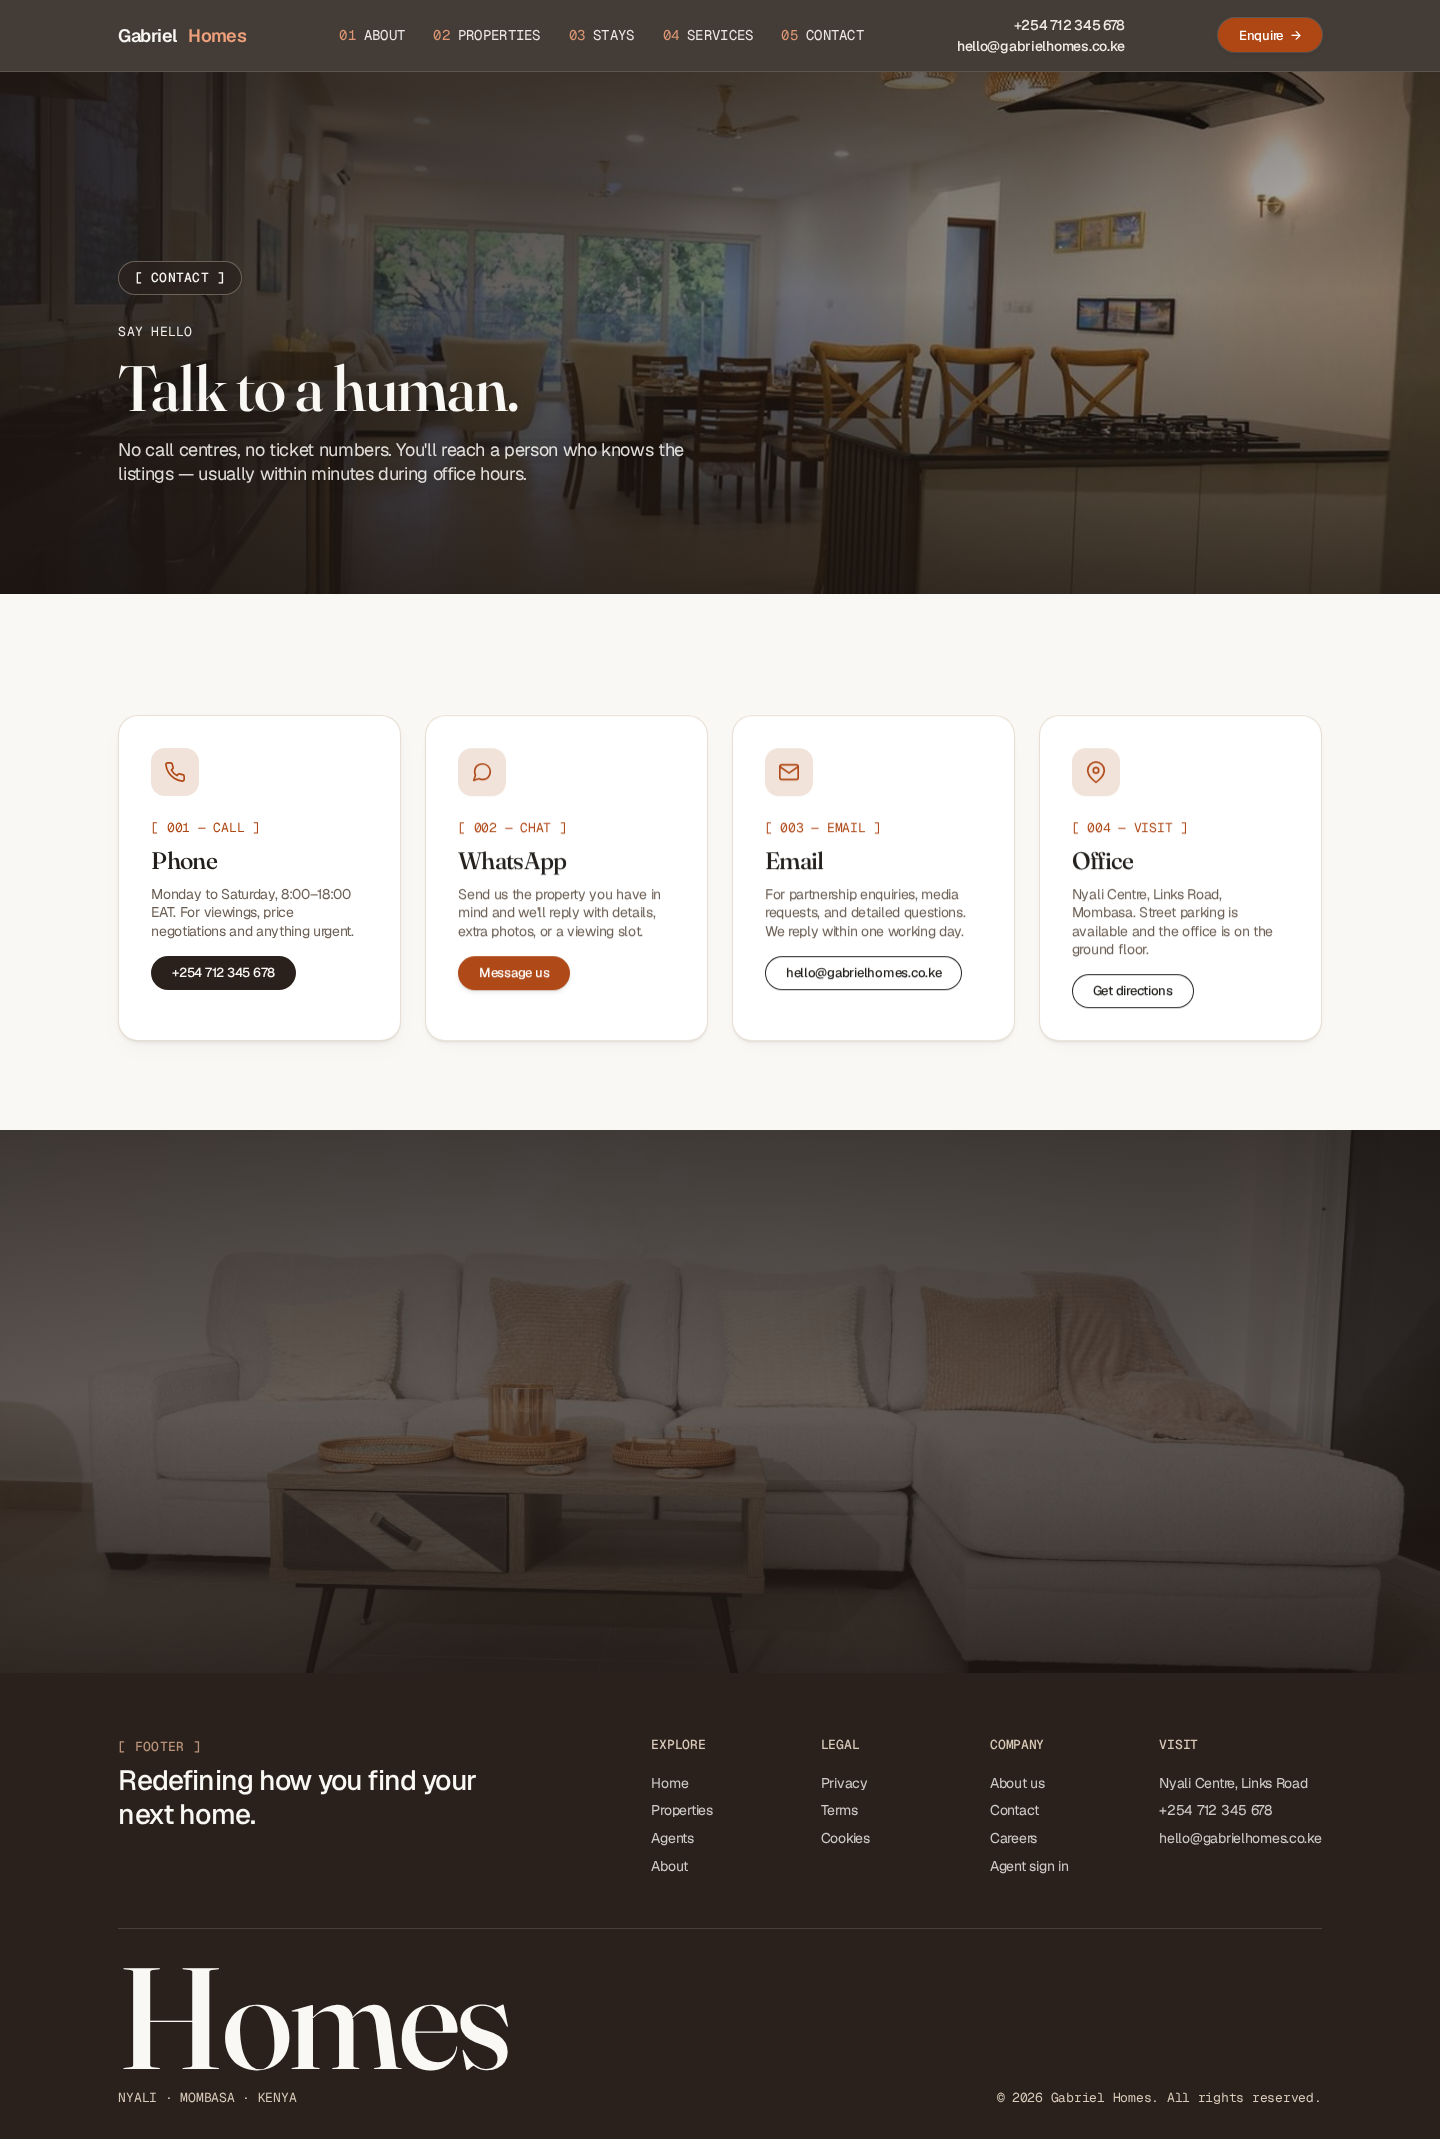 Gabriel Homes
01 ABOUT 02 PROPERTIES 03 STAYS 04 SERVICES 05 CONTACT
+254 712 345 678
hello@gabrielhomes.co.ke
Enquire →
[ CONTACT ]
SAY HELLO
Talk to a human.
No call centres, no ticket numbers. You'll reach a person who knows the
listings — usually within minutes during office hours.
[ 001 — CALL ]
Phone
Monday to Saturday, 8:00–18:00
EAT. For viewings, price
negotiations and anything urgent.
+254 712 345 678
[ 002 — CHAT ]
WhatsApp
Send us the property you have in
mind and we'll reply with details,
extra photos, or a viewing slot.
Message us
[ 003 — EMAIL ]
Email
For partnership enquiries, media
requests, and detailed questions.
We reply within one working day.
hello@gabrielhomes.co.ke
[ 004 — VISIT ]
Office
Nyali Centre, Links Road,
Mombasa. Street parking is
available and the office is on the
ground floor.
Get directions
[ FOOTER ]
Redefining how you find your
next home.
EXPLORE
Home
Properties
Agents
About
LEGAL
Privacy
Terms
Cookies
COMPANY
About us
Contact
Careers
Agent sign in
VISIT
Nyali Centre, Links Road
+254 712 345 678
hello@gabrielhomes.co.ke
Homes
NYALI · MOMBASA · KENYA
© 2026 Gabriel Homes. All rights reserved.